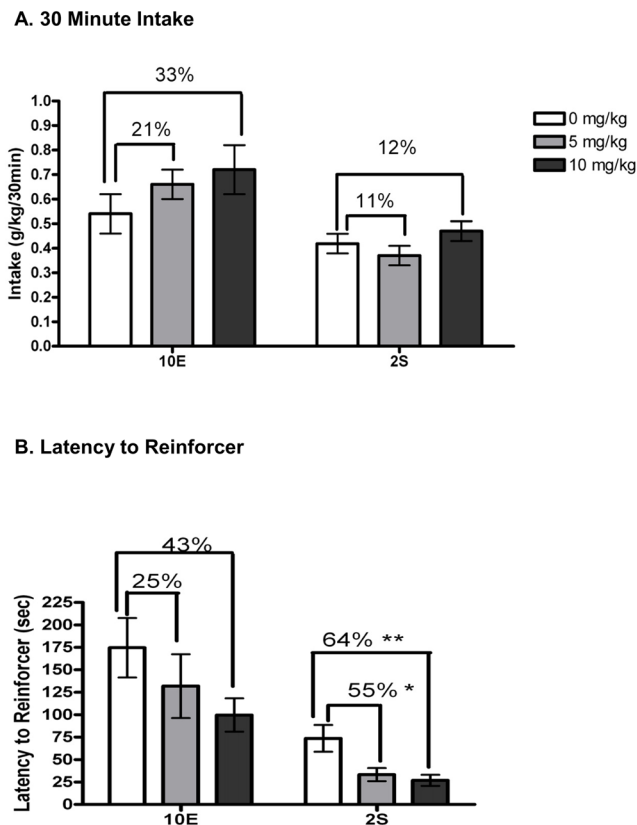 A. 30 Minute Intake
33%
21%
12%
11%
0 mg/kg
5 mg/kg
10 mg/kg
Intake (g/kg/30min)
1.0
0.9
0.8
0.7
0.6
0.5
0.4
0.3
0.2
0.1
0.0
10E
2S
B. Latency to Reinforcer
43%
25%
64% **
55% *
Latency to Reinforcer (sec)
225
200
175
150
125
100
75
50
25
0
10E
2S